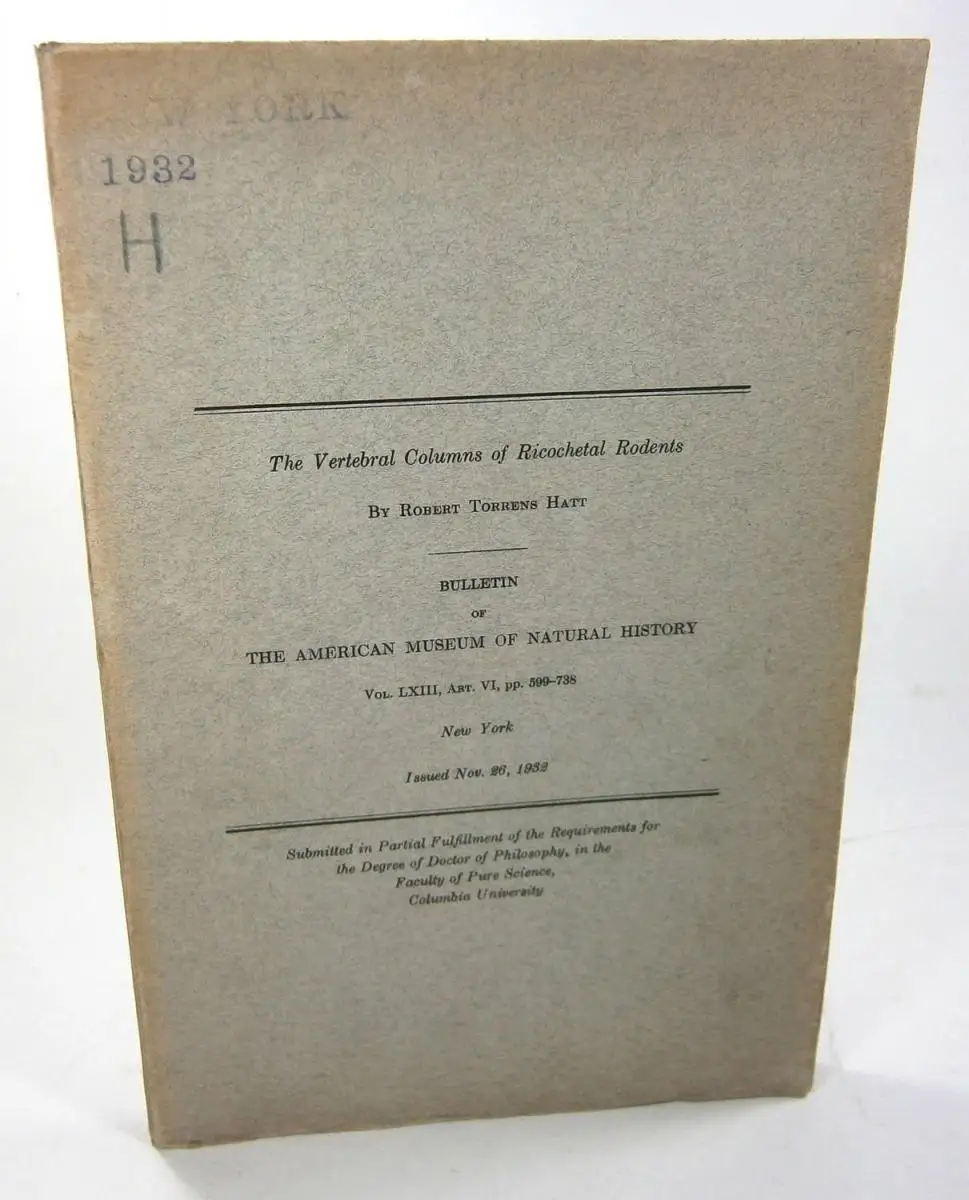 YORK
1932
H
The Vertebral Columns of Ricochetal Rodents
By Robert Torrens Hatt
BULLETIN
OF
THE AMERICAN MUSEUM OF NATURAL HISTORY
Vol. LXIII, Art. VI, pp. 599–738
New York
Issued Nov. 26, 1932
Submitted in Partial Fulfillment of the Requirements for
the Degree of Doctor of Philosophy, in the
Faculty of Pure Science,
Columbia University